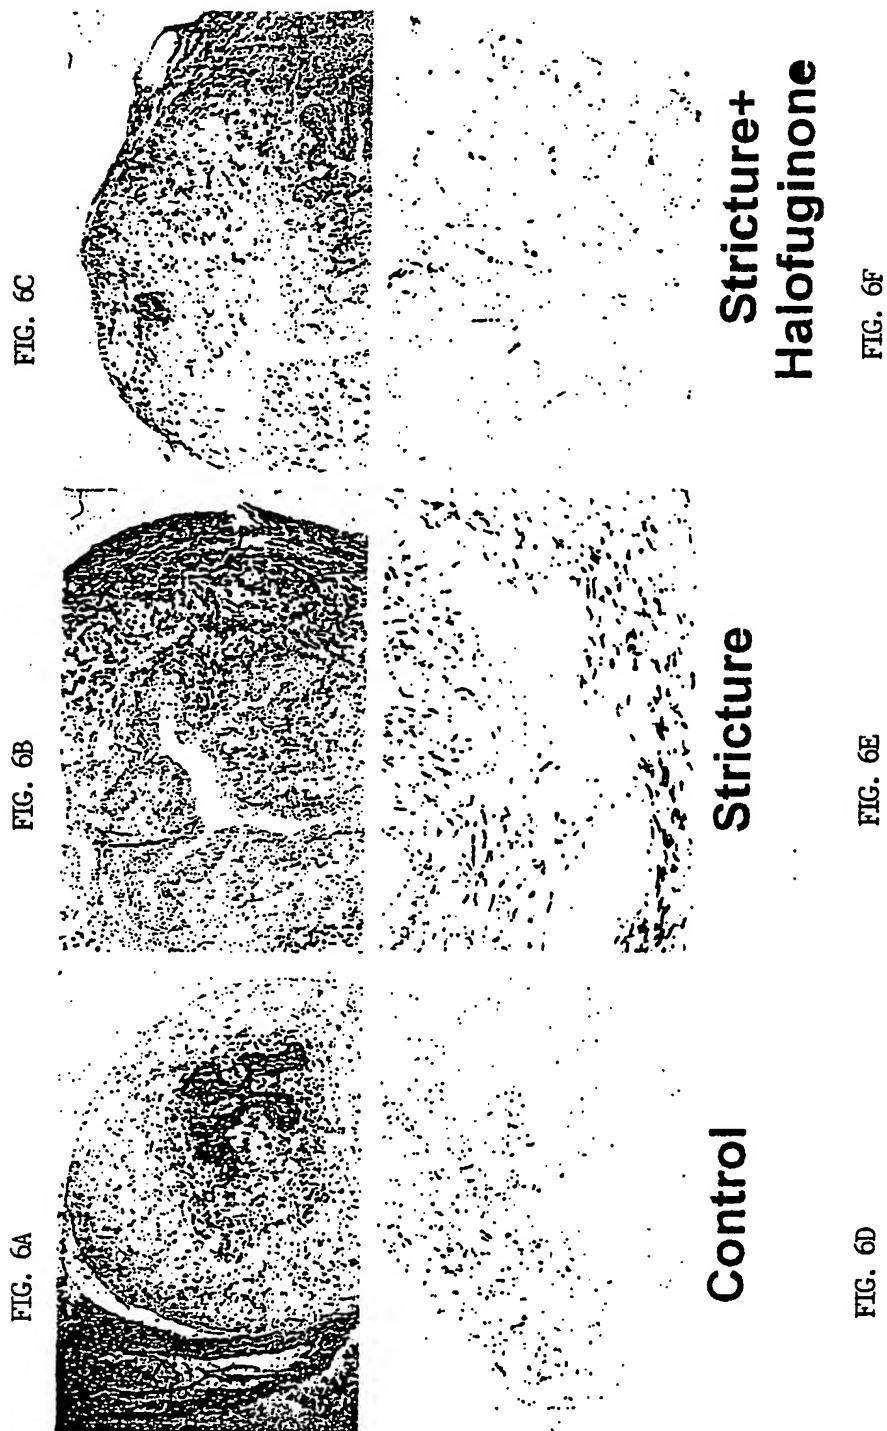 FIG. 6A
FIG. 6B
FIG. 6C
Control
Stricture
Stricture+
Halofuginone
FIG. 6D
FIG. 6E
FIG. 6F